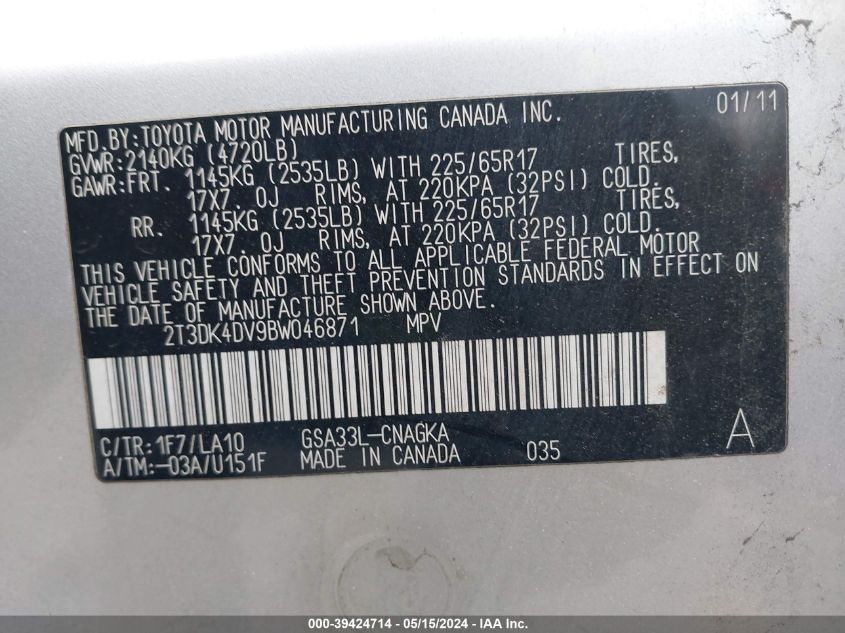 MFD.BY:TOYOTA MOTOR MANUFACTURING CANADA INC. 01/11
GVWR:2140KG (4720LB)
GAWR:FRT. 1145KG (2535LB) WITH 225/65R17 TIRES,
17X7.0J RIMS, AT 220KPA (32PSI) COLD.
RR. 1145KG (2535LB) WITH 225/65R17 TIRES,
17X7.0J RIMS, AT 220KPA (32PSI) COLD.
THIS VEHICLE CONFORMS TO ALL APPLICABLE FEDERAL MOTOR
VEHICLE SAFETY AND THEFT PREVENTION STANDARDS IN EFFECT ON
THE DATE OF MANUFACTURE SHOWN ABOVE.
2T3DK4DV9BW046871 MPV
C/TR:1F7/LA10 GSA33L-CNAGKA A
A/TM:-03A/U151F MADE IN CANADA 035
000-39424714 - 05/15/2024 - IAA Inc.